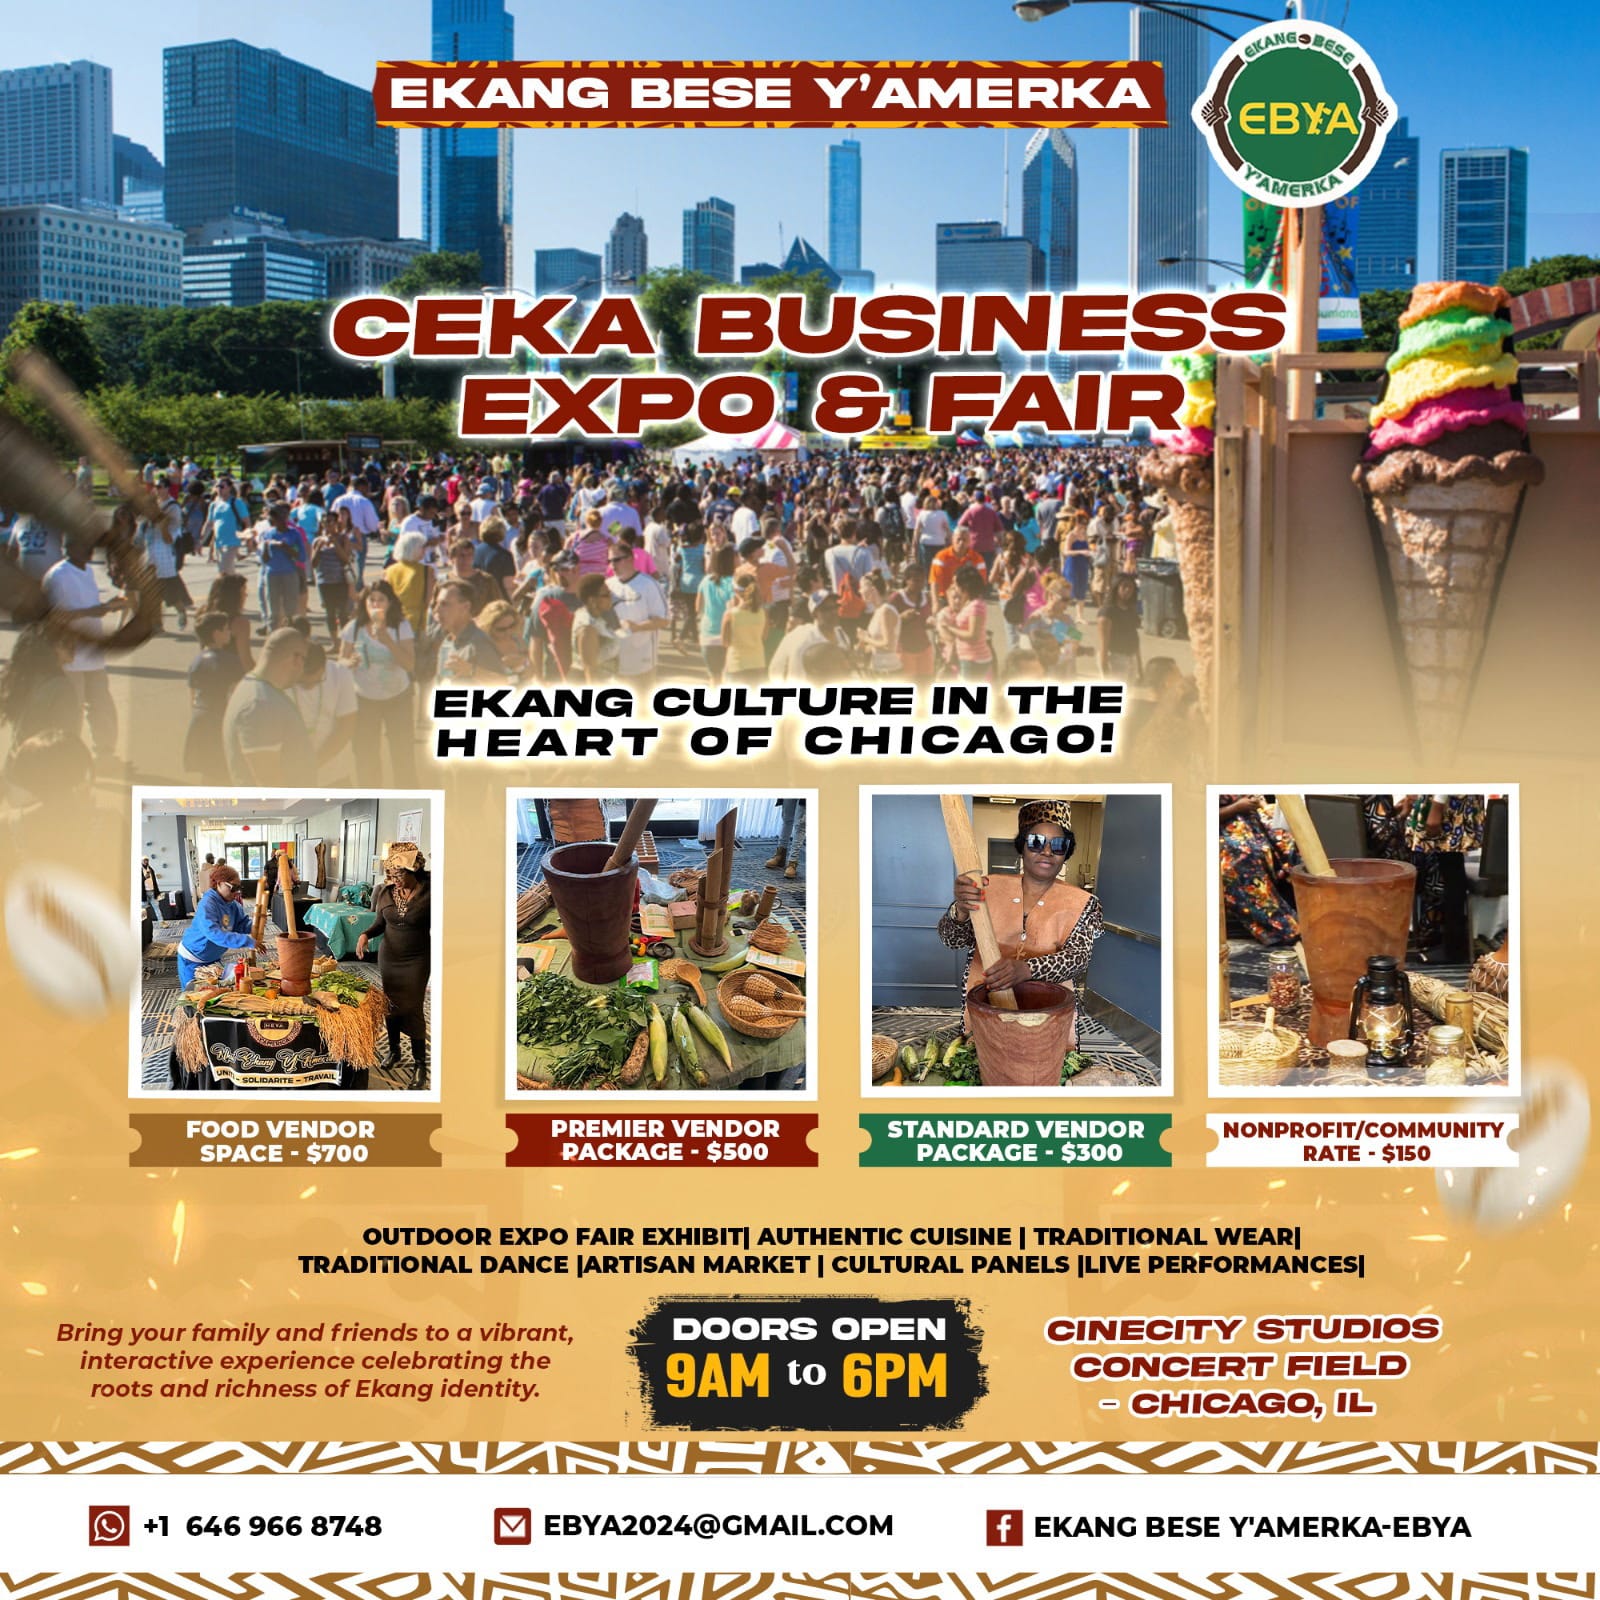 EKANG BESE Y'AMERKA
EKANG BESE
EBYA
Y'AMERKA
CEKA BUSINESS
EXPO & FAIR
EKANG CULTURE IN THE
HEART OF CHICAGO!
SOLIDARITE - TRAVAIL
FOOD VENDOR
SPACE - $700
PREMIER VENDOR
PACKAGE - $500
STANDARD VENDOR
PACKAGE - $300
NONPROFIT/COMMUNITY
RATE - $150
OUTDOOR EXPO FAIR EXHIBIT| AUTHENTIC CUISINE | TRADITIONAL WEAR|
TRADITIONAL DANCE |ARTISAN MARKET | CULTURAL PANELS |LIVE PERFORMANCES|
Bring your family and friends to a vibrant,
interactive experience celebrating the
roots and richness of Ekang identity.
DOORS OPEN
9AM to 6PM
CINECITY STUDIOS
CONCERT FIELD
- CHICAGO, IL
+1 646 966 8748
EBYA2024@GMAIL.COM
EKANG BESE Y'AMERKA-EBYA